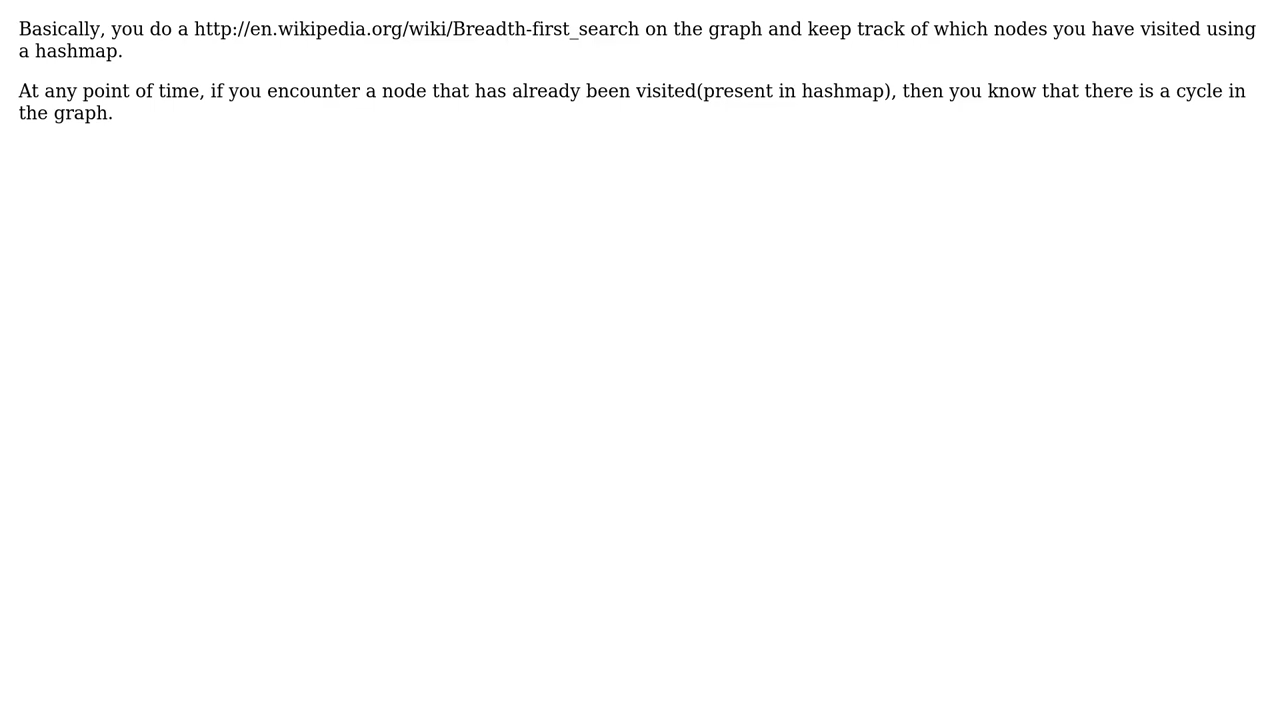 Basically, you do a http://en.wikipedia.org/wiki/Breadth-first_search on the graph and keep track of which nodes you have visited using
a hashmap.
At any point of time, if you encounter a node that has already been visited(present in hashmap), then you know that there is a cycle in
the graph.